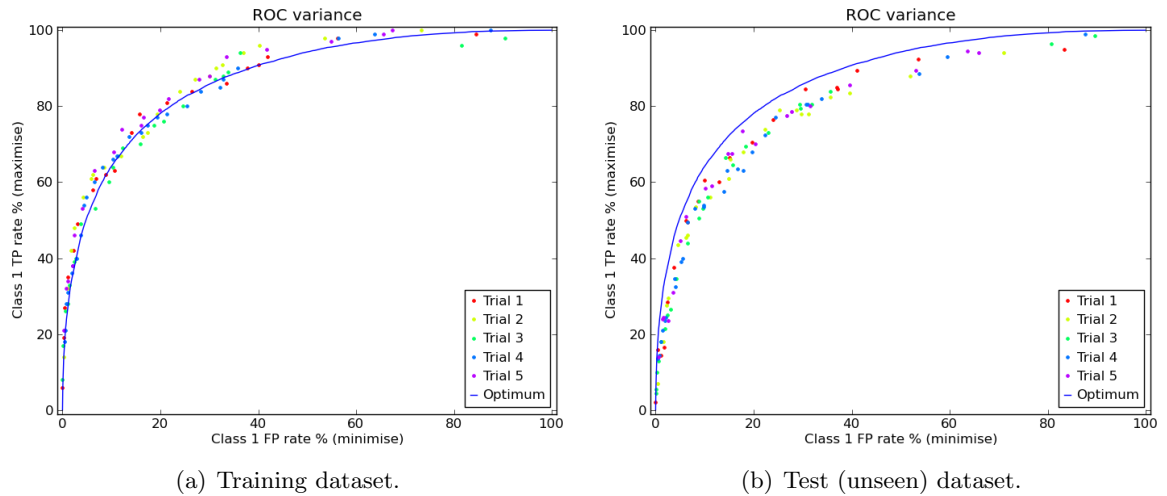 ROC variance
Class 1 TP rate % (maximise)
100
80
60
40
20
0
0 20 40 60 80 100
Class 1 FP rate % (minimise)
Trial 1
Trial 2
Trial 3
Trial 4
Trial 5
Optimum
(a) Training dataset.
ROC variance
Class 1 TP rate % (maximise)
100
80
60
40
20
0
0 20 40 60 80 100
Class 1 FP rate % (minimise)
Trial 1
Trial 2
Trial 3
Trial 4
Trial 5
Optimum
(b) Test (unseen) dataset.